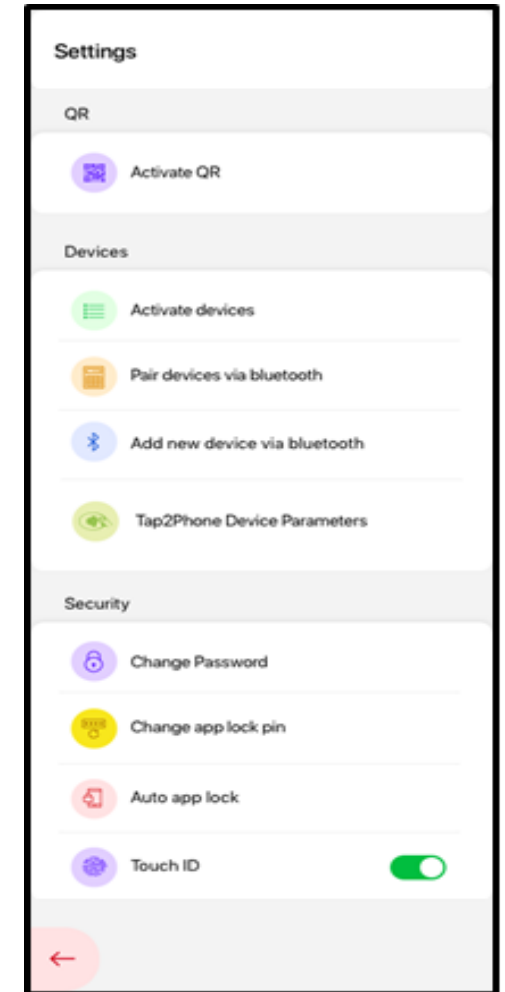 Settings
QR
Activate QR
Devices
Activate devices
Pair devices via bluetooth
Add new device via bluetooth
Tap2Phone Device Parameters
Security
Change Password
Change app lock pin
Auto app lock
Touch ID